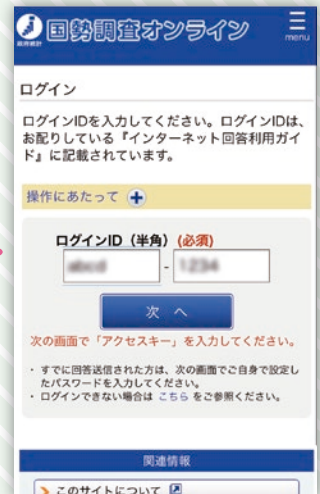 国勢調査オンライン
menu
ログイン
ログインIDを入力してください。ログインIDは、
お配りしている『インターネット回答利用ガイ
ド』に記載されています。
操作にあたって
ログインID（半角）(必須)
abcd - 1234
次 へ
次の画面で「アクセスキー」を入力してください。
・ すでに回答送信された方は、次の画面でご自身で設定し
たパスワードを入力してください。
・ ログインできない場合は こちら をご参照ください。
関連情報
このサイトについて